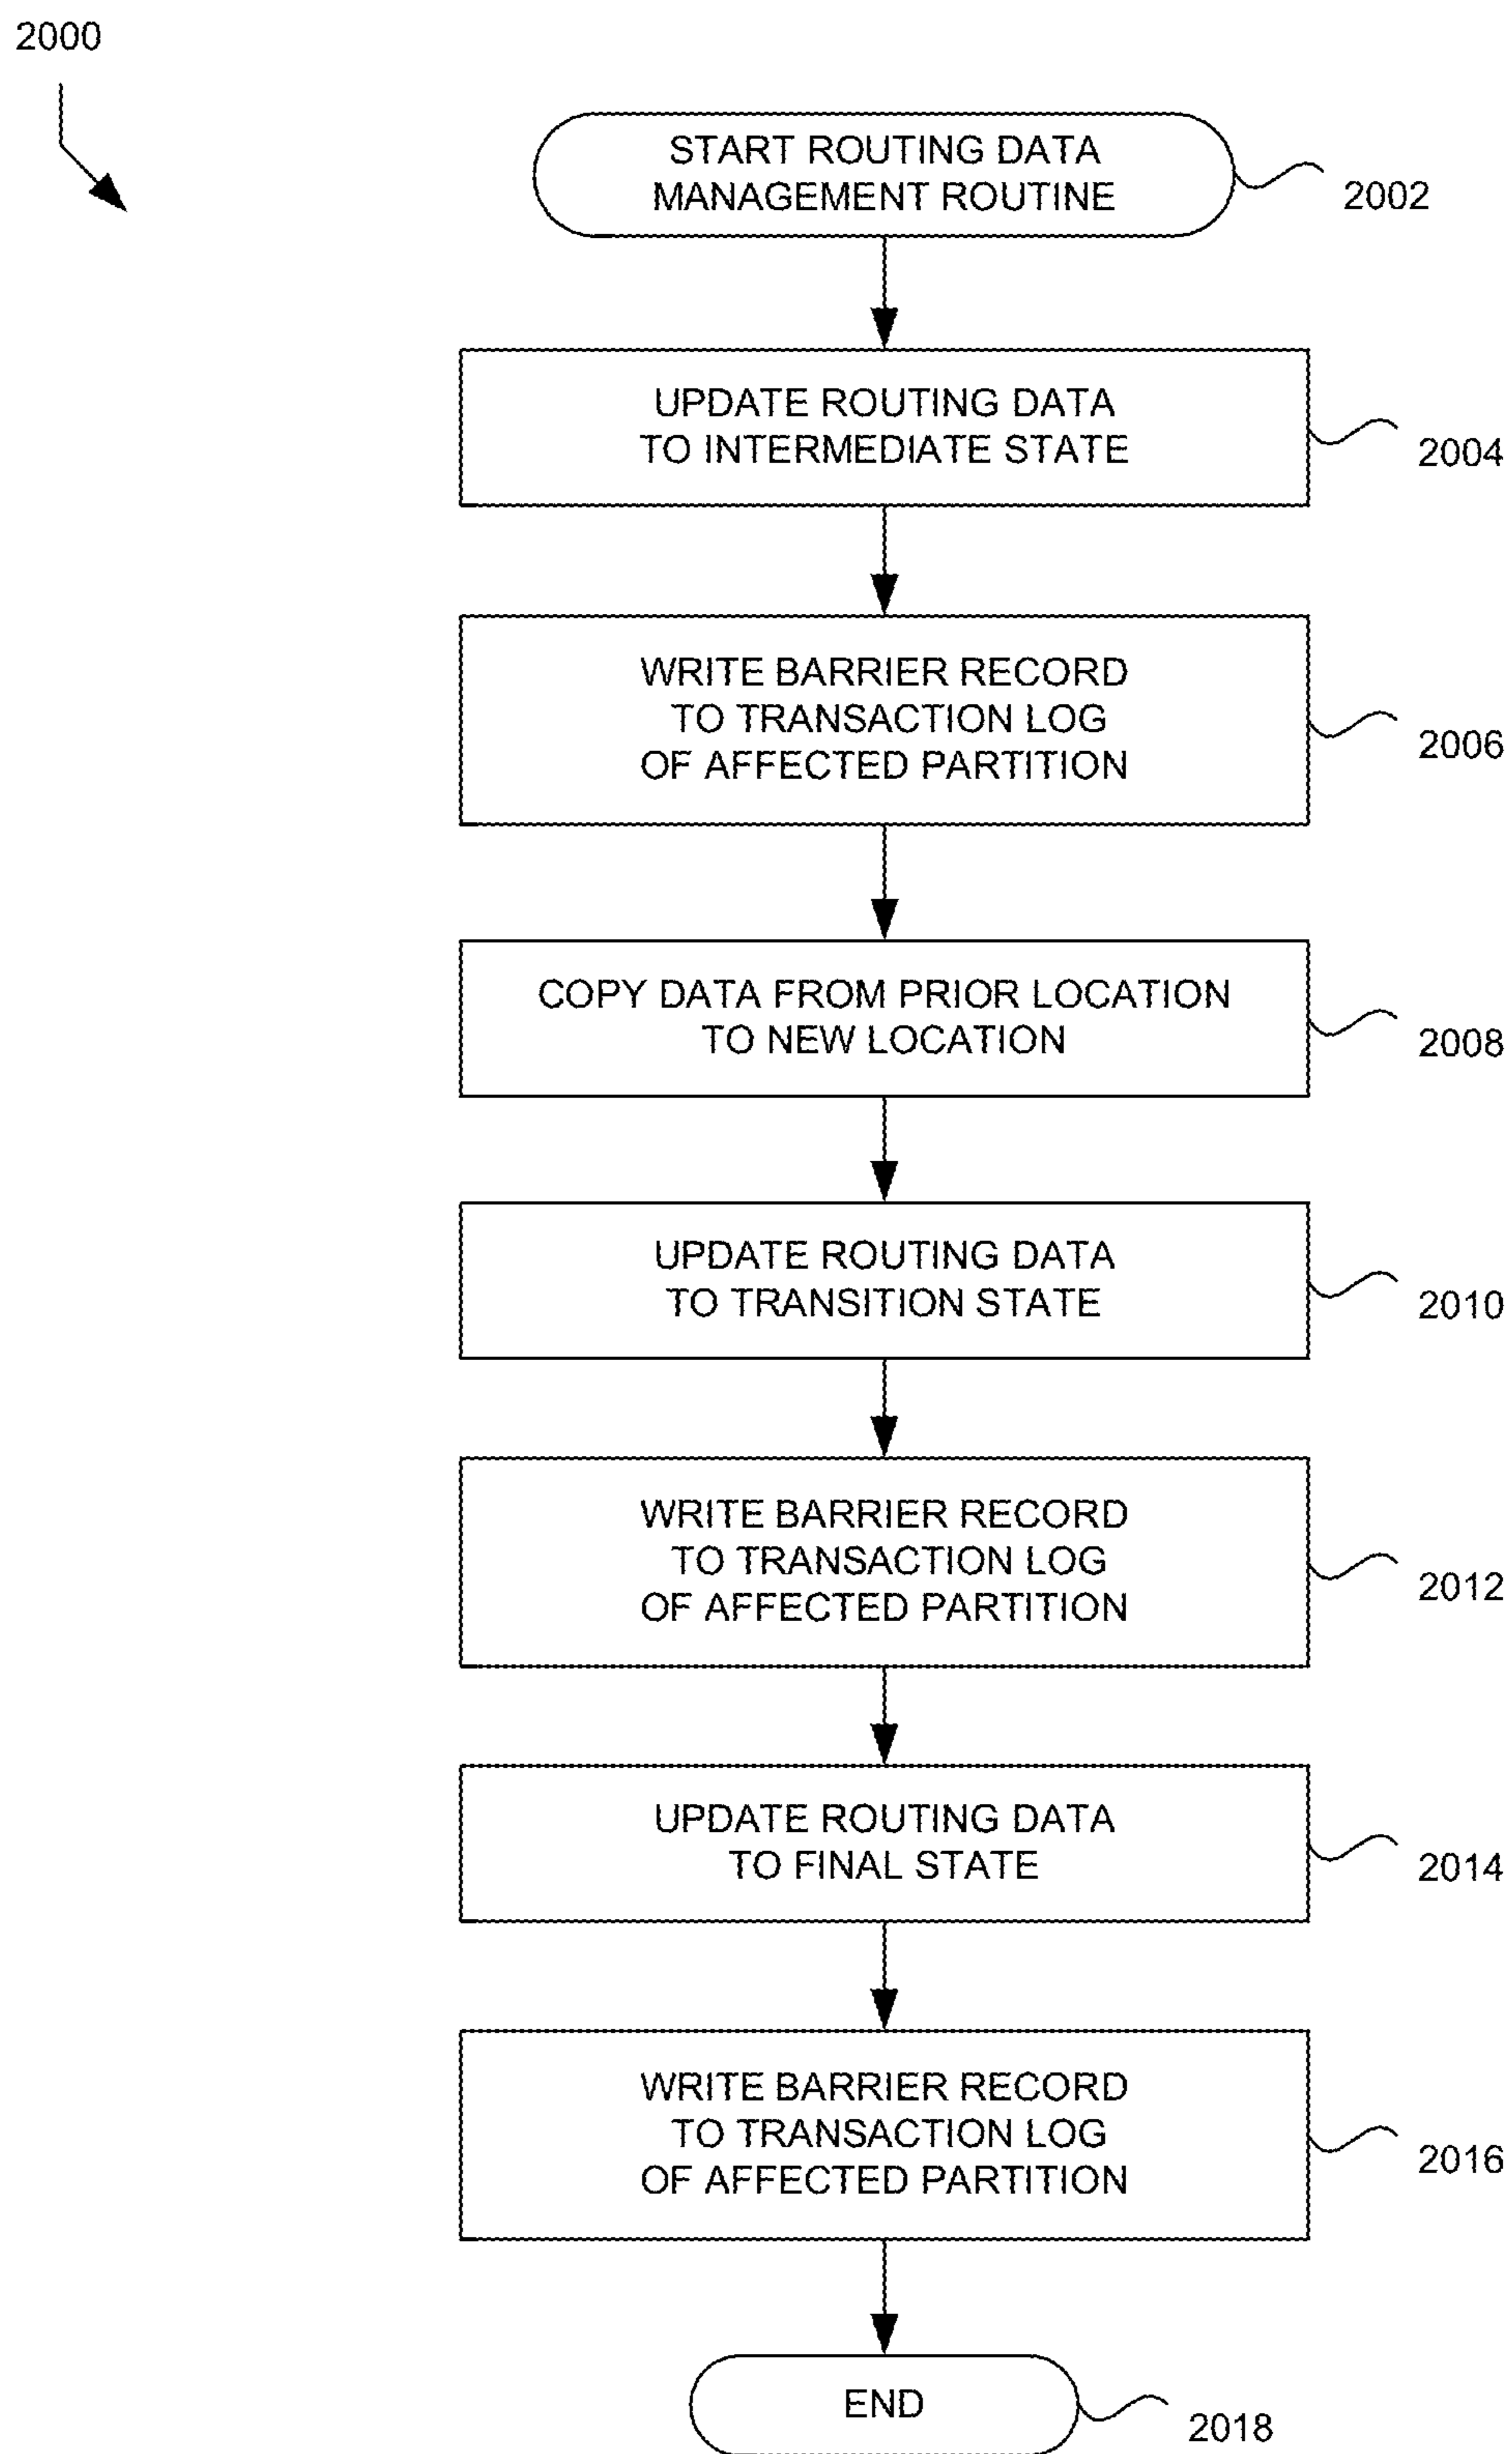 2000
START ROUTING DATA
MANAGEMENT ROUTINE
2002
UPDATE ROUTING DATA
TO INTERMEDIATE STATE
2004
WRITE BARRIER RECORD
TO TRANSACTION LOG
OF AFFECTED PARTITION
2006
COPY DATA FROM PRIOR LOCATION
TO NEW LOCATION
2008
UPDATE ROUTING DATA
TO TRANSITION STATE
2010
WRITE BARRIER RECORD
TO TRANSACTION LOG
OF AFFECTED PARTITION
2012
UPDATE ROUTING DATA
TO FINAL STATE
2014
WRITE BARRIER RECORD
TO TRANSACTION LOG
OF AFFECTED PARTITION
2016
END
2018